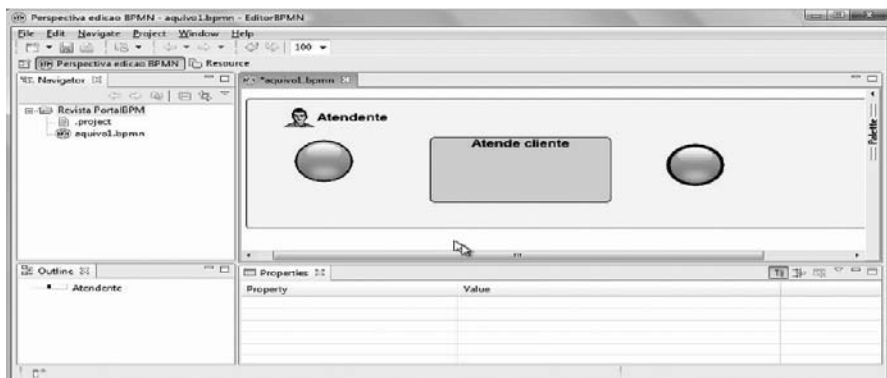 Perspectiva edicao BPMN - aquivo1.bpmn - EditorBPMN
File Edit Navigate Project Window Help
100
Perspectiva edicao BPMN Resource
Navigator
*aquivo1.bpmn
Revista PortalBPM
.project
aquivo1.bpmn
Atendente
Atende cliente
Palette
Outline
Atendente
Properties
Property Value